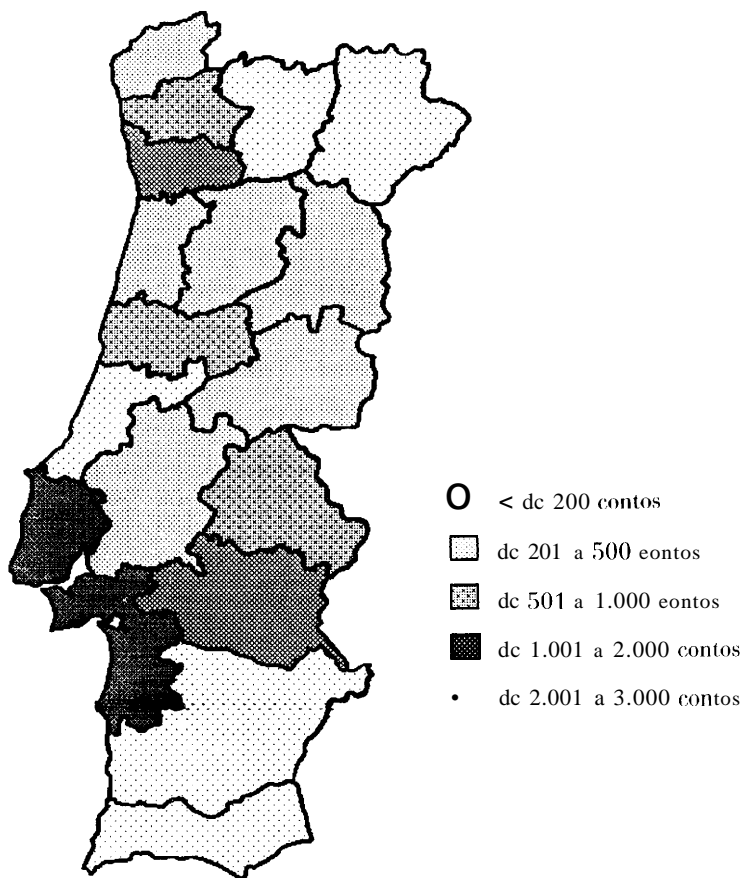 O < dc 200 contos
dc 201 a 500 eontos
dc 501 a 1.000 eontos
dc 1.001 a 2.000 contos
• dc 2.001 a 3.000 contos